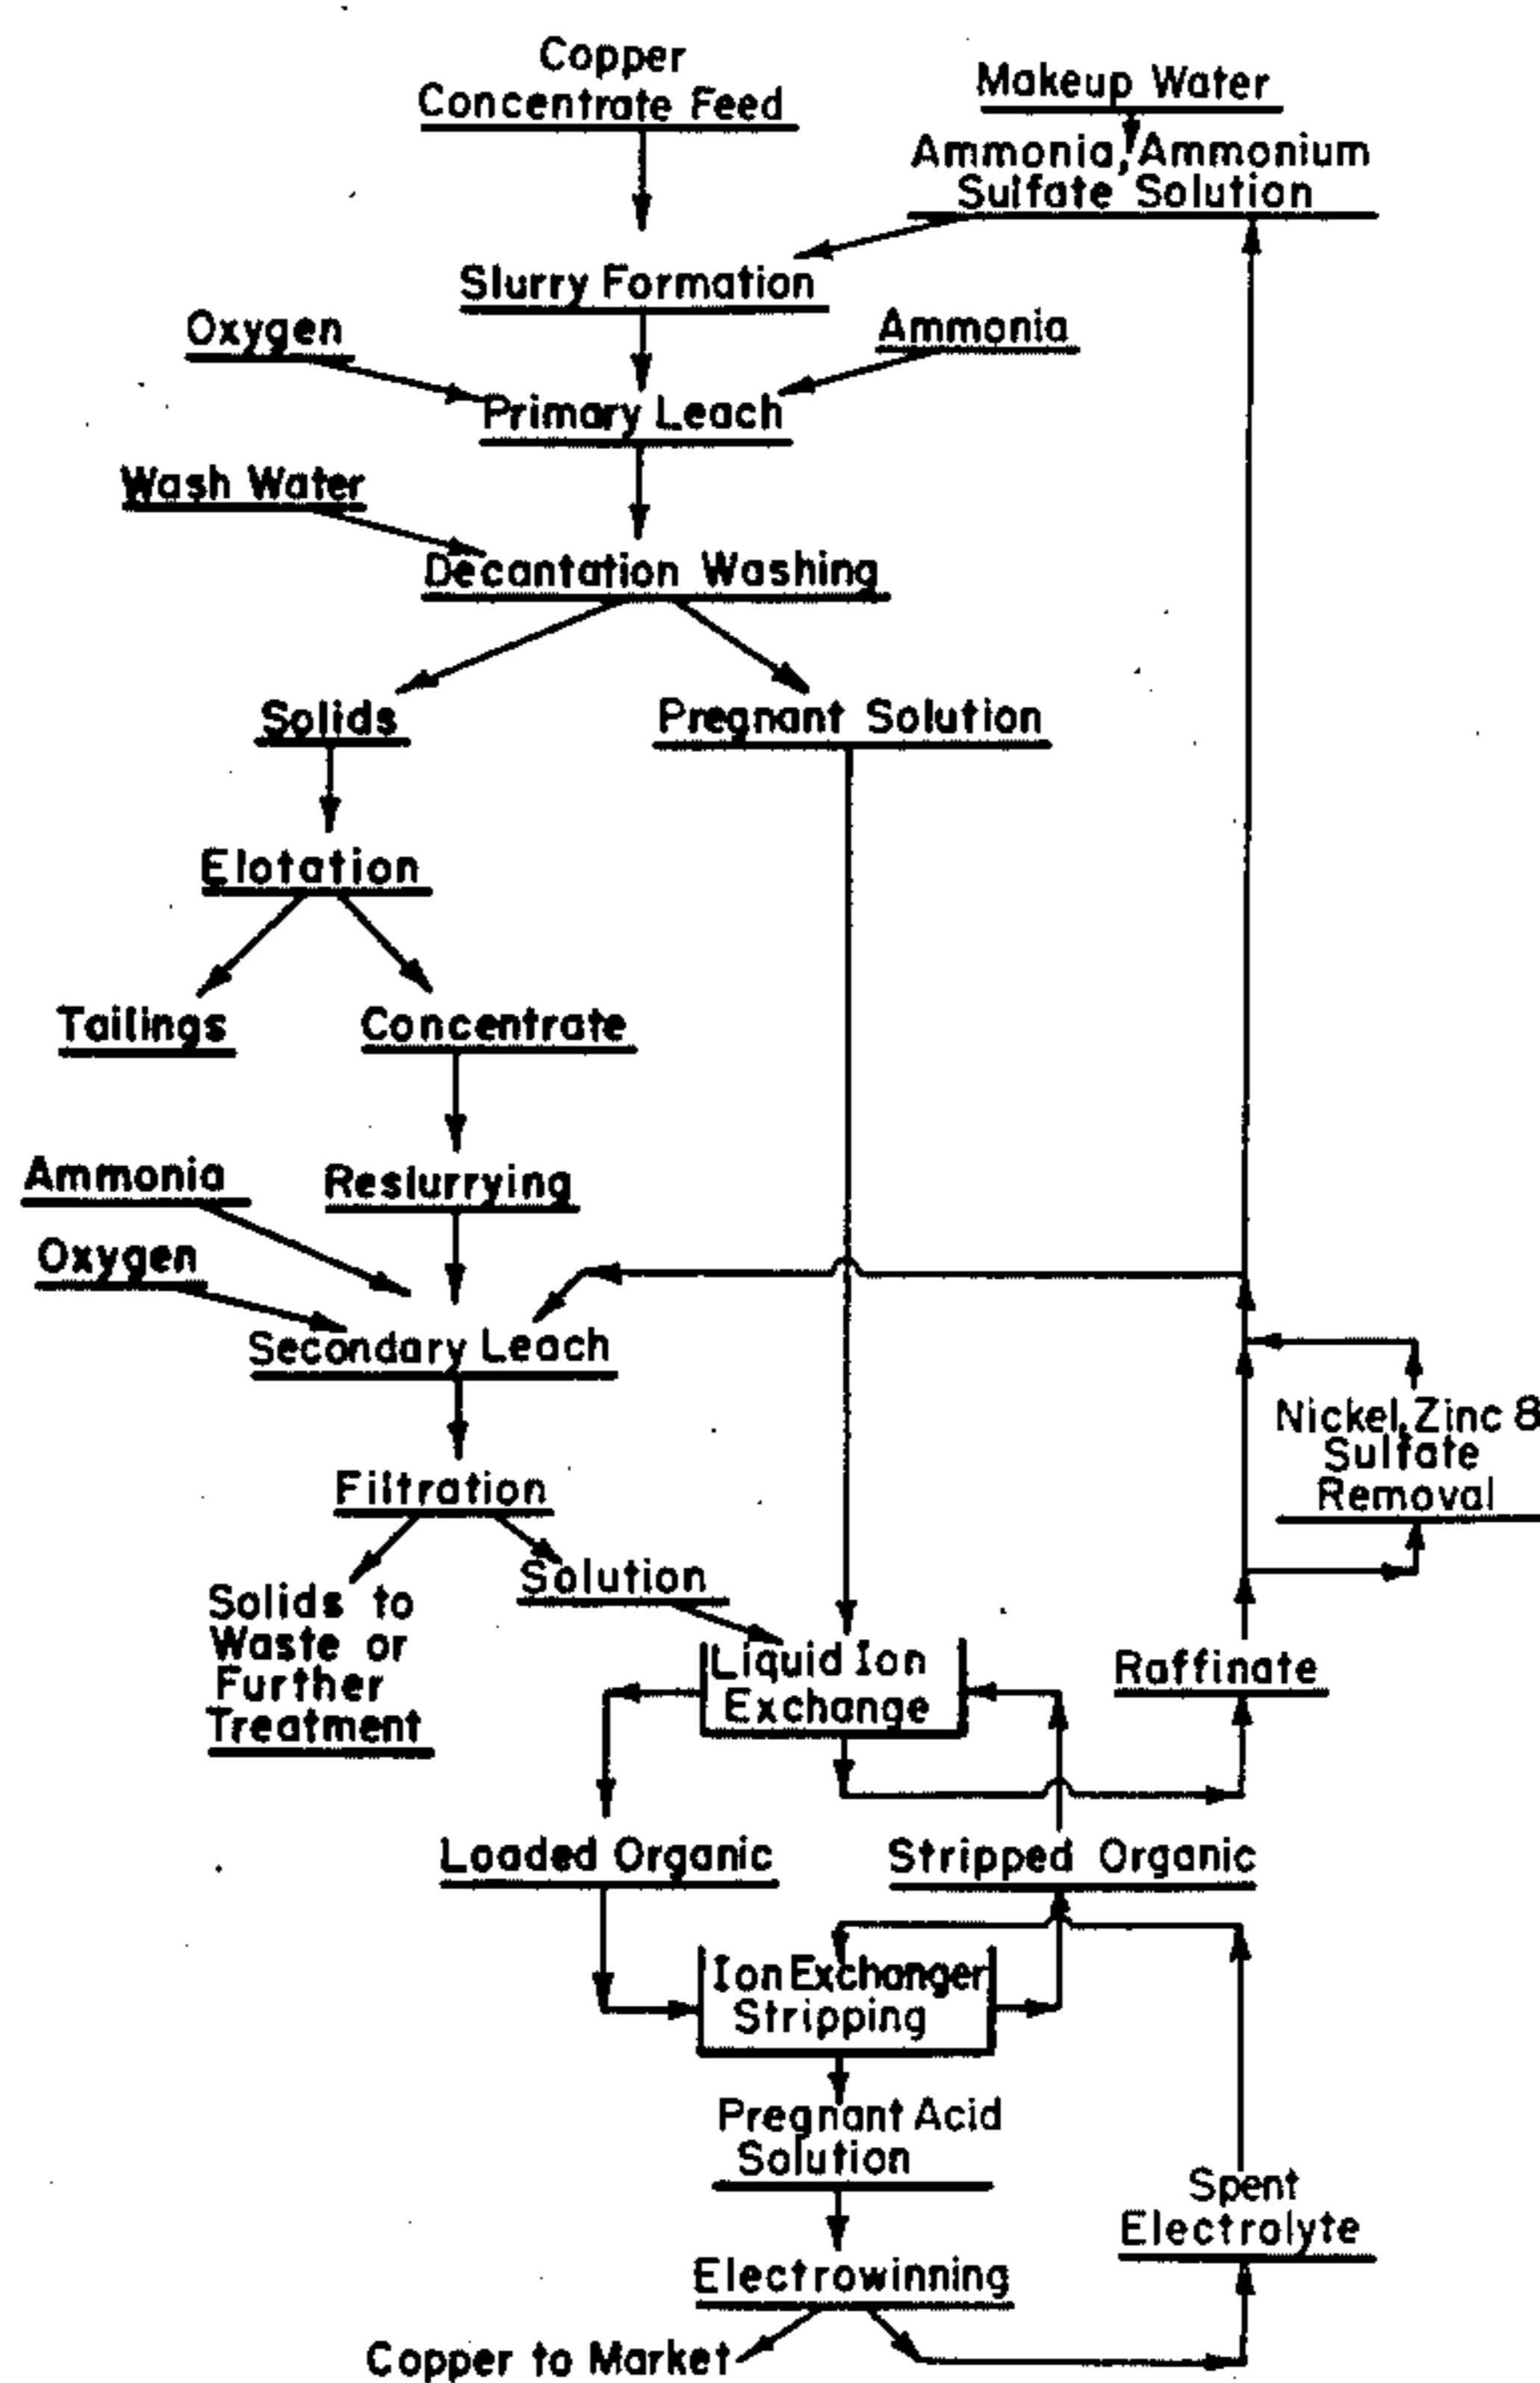 Copper
Concentrate Feed
Makeup Water
Ammonia, Ammonium
Sulfate Solution
Slurry Formation
Oxygen
Ammonia
Primary Leach
Wash Water
Decantation Washing
Solids
Pregnant Solution
Elotation
Tailings
Concentrate
Ammonia
Reslurrying
Oxygen
Secondary Leach
Nickel, Zinc &
Sulfate
Removal
Filtration
Solution
Solids to
Waste or
Further
Treatment
Liquid Ion
Exchange
Raffinate
Loaded Organic
Stripped Organic
Ion Exchanger
Stripping
Pregnant Acid
Solution
Spent
Electrolyte
Electrowinning
Copper to Market